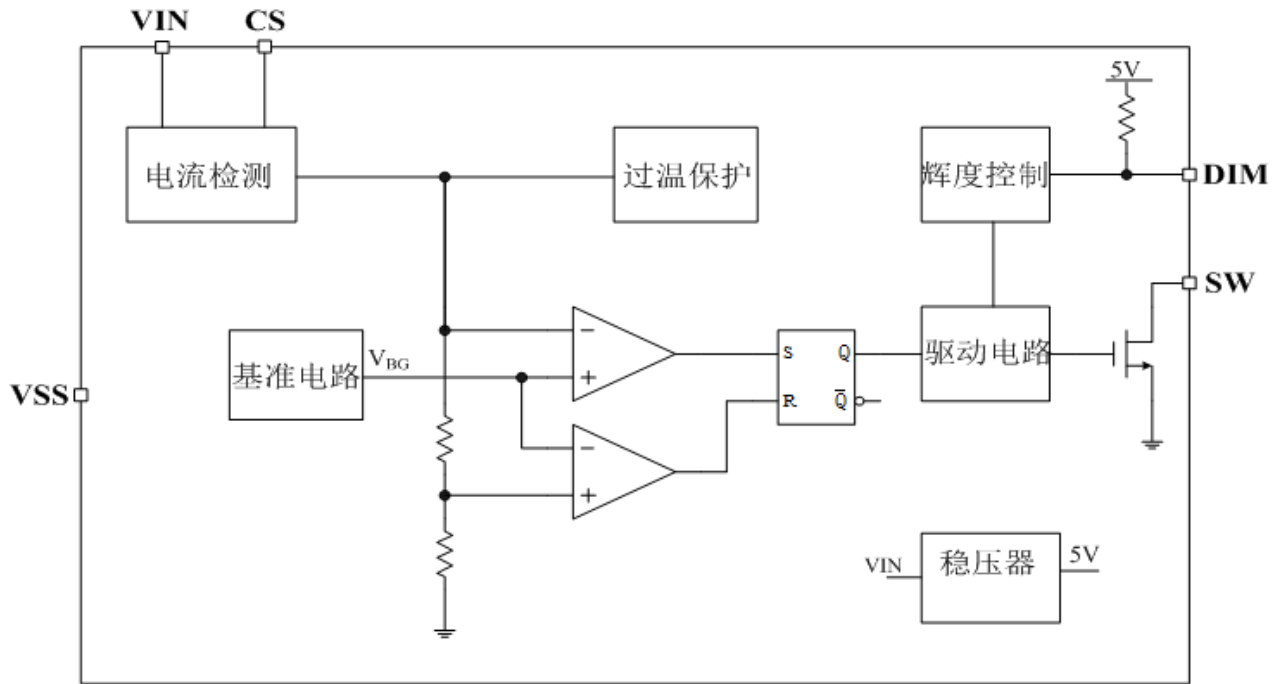 VIN
CS
5V
电流检测
过温保护
辉度控制
DIM
SW
基准电路
V_BG
VSS
−
+
S
Q
R
Q̅
驱动电路
−
+
VIN
稳压器
5V